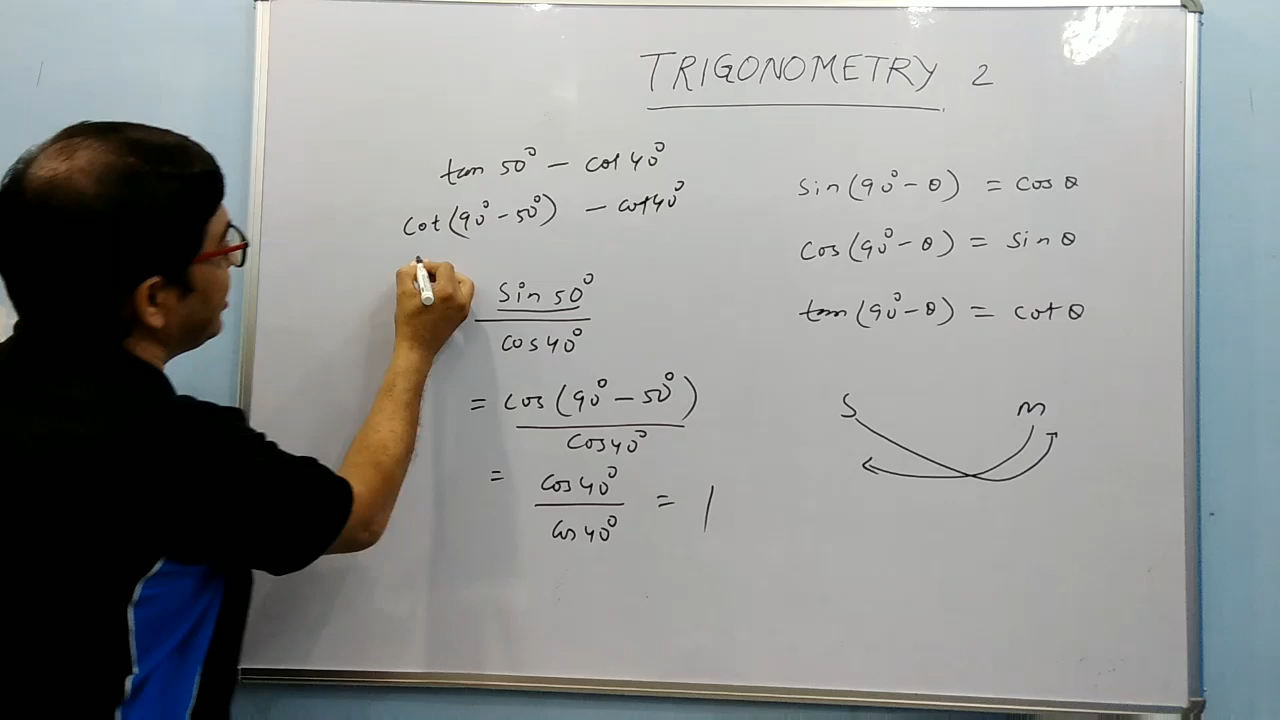 TRIGONOMETRY 2
tan 50° − cot 40°
cot(90° − 50°) − cot 40°
sin 50°
cos 40°
= cos (90° − 50°)
cos 40°
= cos 40°
cos 40° = 1
sin(90° − θ) = cos θ
cos(90° − θ) = sin θ
tan(90° − θ) = cot θ
S m